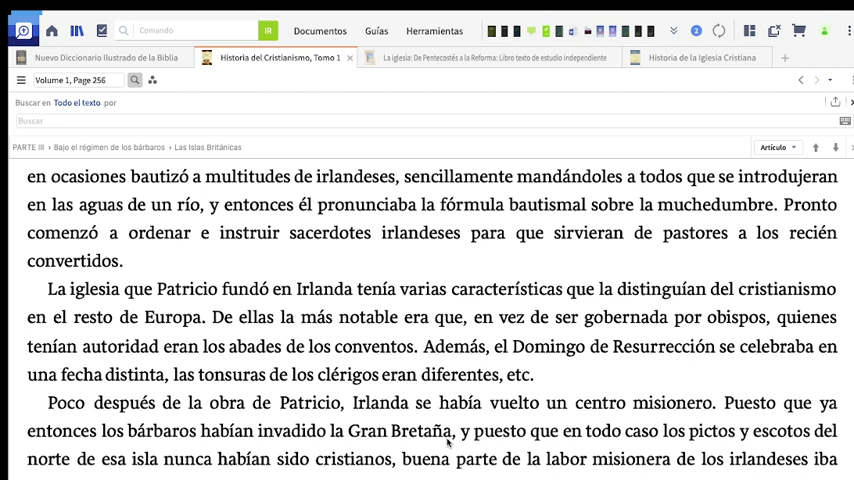 Comando
IR
Documentos
Guías
Herramientas
2
Nuevo Diccionario Ilustrado de la Biblia
Historia del Cristianismo, Tomo 1
La iglesia: De Pentecostés a la Reforma: Libro texto de estudio independiente
Historia de la Iglesia Cristiana
Volume 1, Page 256
Buscar en Todo el texto por
Buscar
PARTE III › Bajo el régimen de los bárbaros › Las Islas Británicas
Artículo
en ocasiones bautizó a multitudes de irlandeses, sencillamente mandándoles a todos que se introdujeran
en las aguas de un río, y entonces él pronunciaba la fórmula bautismal sobre la muchedumbre. Pronto
comenzó a ordenar e instruir sacerdotes irlandeses para que sirvieran de pastores a los recién
convertidos.
La iglesia que Patricio fundó en Irlanda tenía varias características que la distinguían del cristianismo
en el resto de Europa. De ellas la más notable era que, en vez de ser gobernada por obispos, quienes
tenían autoridad eran los abades de los conventos. Además, el Domingo de Resurrección se celebraba en
una fecha distinta, las tonsuras de los clérigos eran diferentes, etc.
Poco después de la obra de Patricio, Irlanda se había vuelto un centro misionero. Puesto que ya
entonces los bárbaros habían invadido la Gran Bretaña, y puesto que en todo caso los pictos y escotos del
norte de esa isla nunca habían sido cristianos, buena parte de la labor misionera de los irlandeses iba